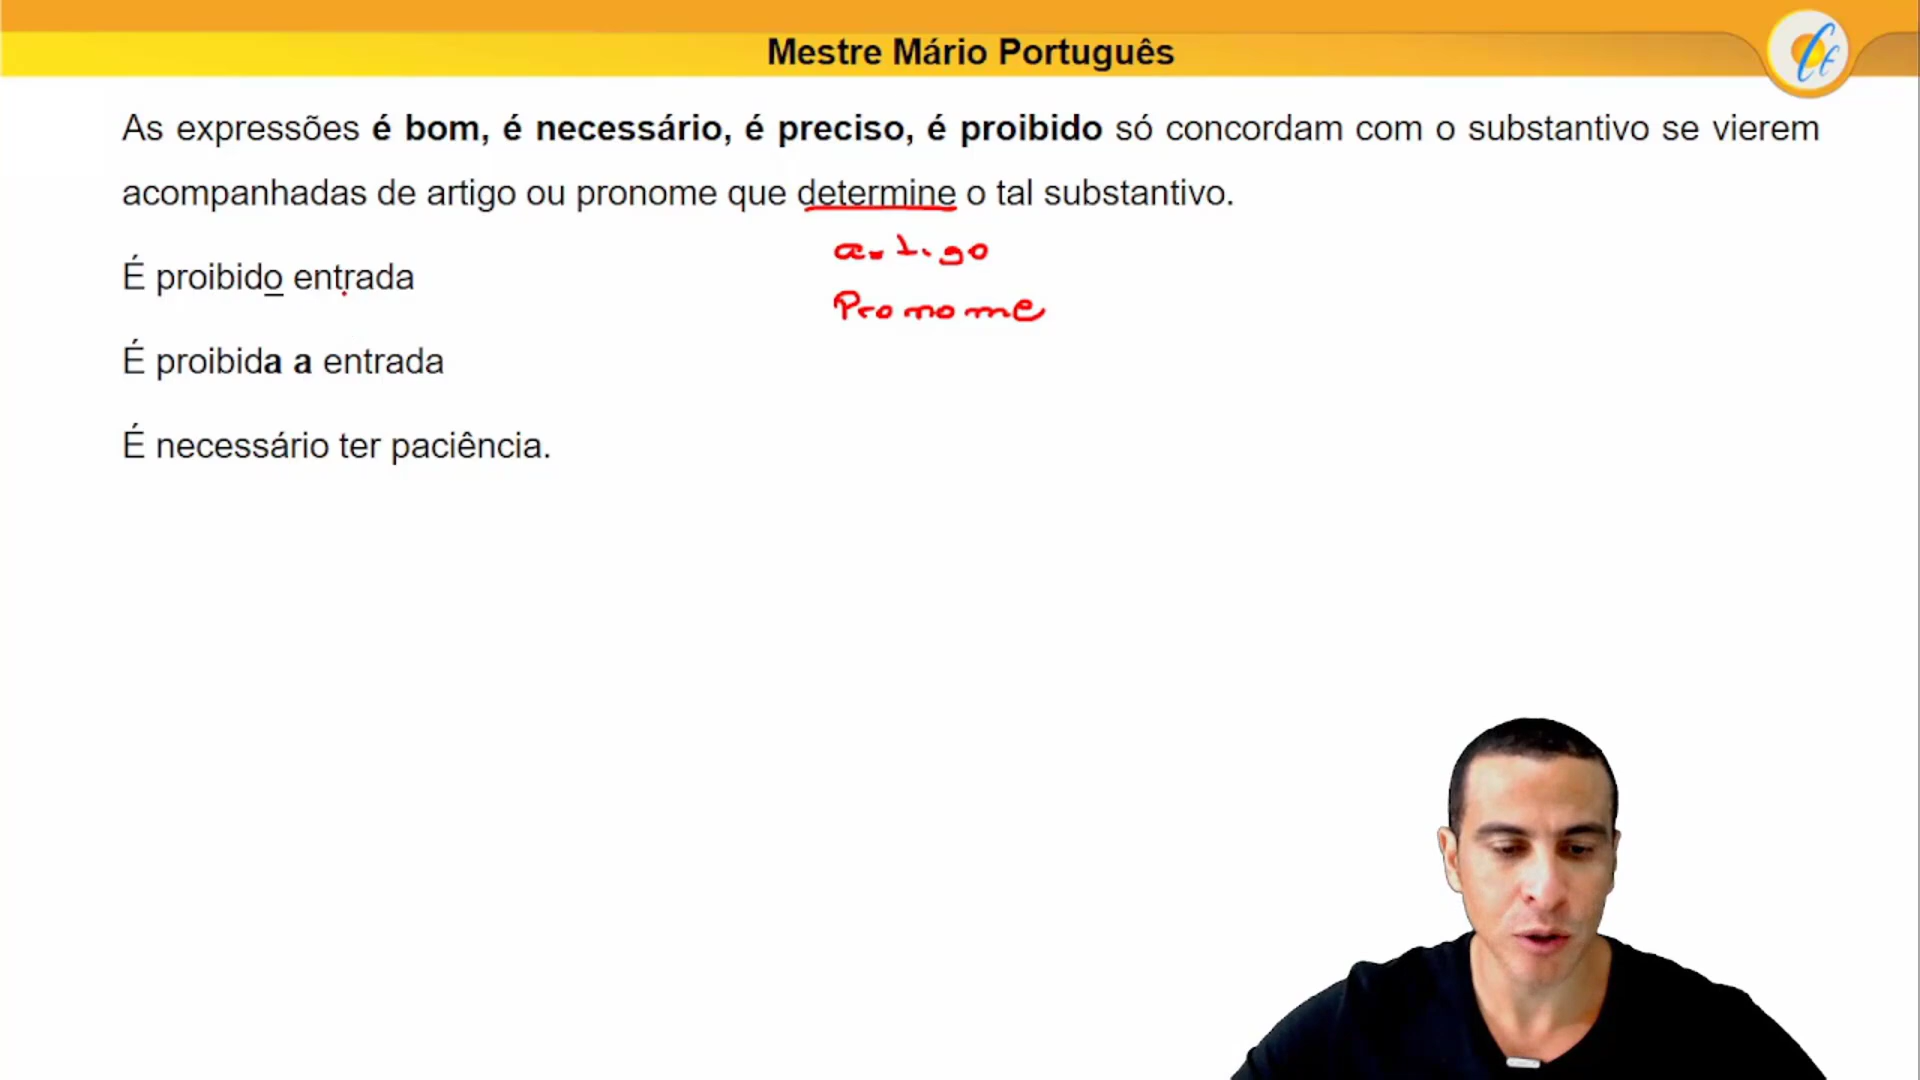 Mestre Mário Português
As expressões é bom, é necessário, é preciso, é proibido só concordam com o substantivo se vierem
acompanhadas de artigo ou pronome que determine o tal substantivo.
artigo
É proibido entrada
Pronome
É proibida a entrada
É necessário ter paciência.